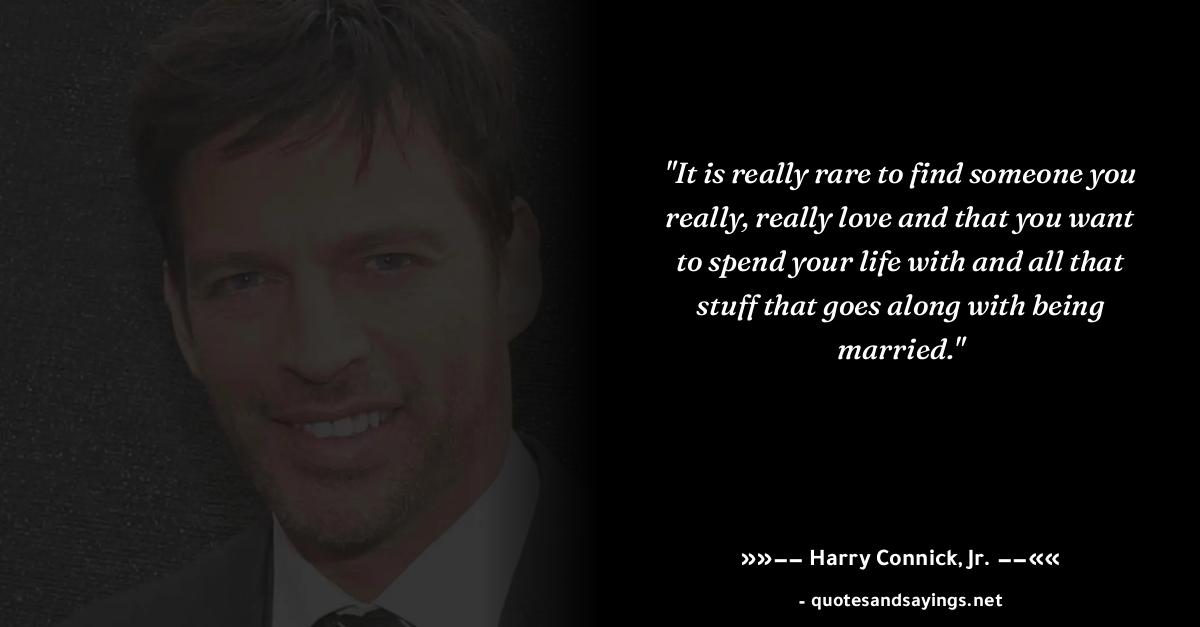 "It is really rare to find someone you
really, really love and that you want
to spend your life with and all that
stuff that goes along with being
married."
»»–– Harry Connick, Jr. ––««
- quotesandsayings.net